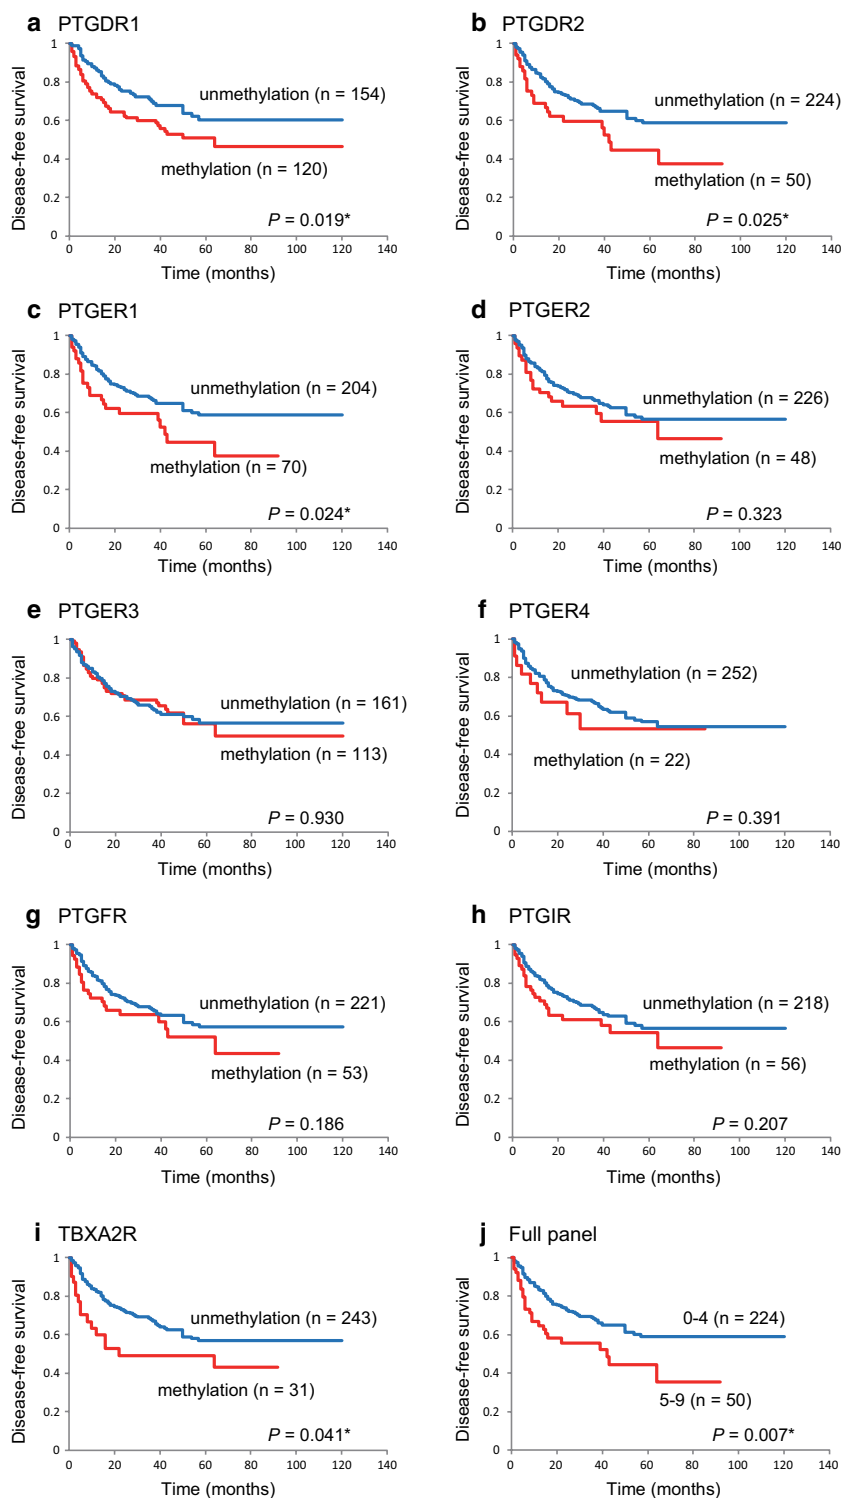 a PTGDR1
Disease-free survival
1
0.8
0.6
0.4
0.2
0
unmethylation (n = 154)
methylation (n = 120)
P = 0.019*
0 20 40 60 80 100 120 140
Time (months)
b PTGDR2
Disease-free survival
1
0.8
0.6
0.4
0.2
0
unmethylation (n = 224)
methylation (n = 50)
P = 0.025*
0 20 40 60 80 100 120 140
Time (months)
c PTGER1
Disease-free survival
1
0.8
0.6
0.4
0.2
0
unmethylation (n = 204)
methylation (n = 70)
P = 0.024*
0 20 40 60 80 100 120 140
Time (months)
d PTGER2
Disease-free survival
1
0.8
0.6
0.4
0.2
0
unmethylation (n = 226)
methylation (n = 48)
P = 0.323
0 20 40 60 80 100 120 140
Time (months)
e PTGER3
Disease-free survival
1
0.8
0.6
0.4
0.2
0
unmethylation (n = 161)
methylation (n = 113)
P = 0.930
0 20 40 60 80 100 120 140
Time (months)
f PTGER4
Disease-free survival
1
0.8
0.6
0.4
0.2
0
unmethylation (n = 252)
methylation (n = 22)
P = 0.391
0 20 40 60 80 100 120 140
Time (months)
g PTGFR
Disease-free survival
1
0.8
0.6
0.4
0.2
0
unmethylation (n = 221)
methylation (n = 53)
P = 0.186
0 20 40 60 80 100 120 140
Time (months)
h PTGIR
Disease-free survival
1
0.8
0.6
0.4
0.2
0
unmethylation (n = 218)
methylation (n = 56)
P = 0.207
0 20 40 60 80 100 120 140
Time (months)
i TBXA2R
Disease-free survival
1
0.8
0.6
0.4
0.2
0
unmethylation (n = 243)
methylation (n = 31)
P = 0.041*
0 20 40 60 80 100 120 140
Time (months)
j Full panel
Disease-free survival
1
0.8
0.6
0.4
0.2
0
0-4 (n = 224)
5-9 (n = 50)
P = 0.007*
0 20 40 60 80 100 120 140
Time (months)